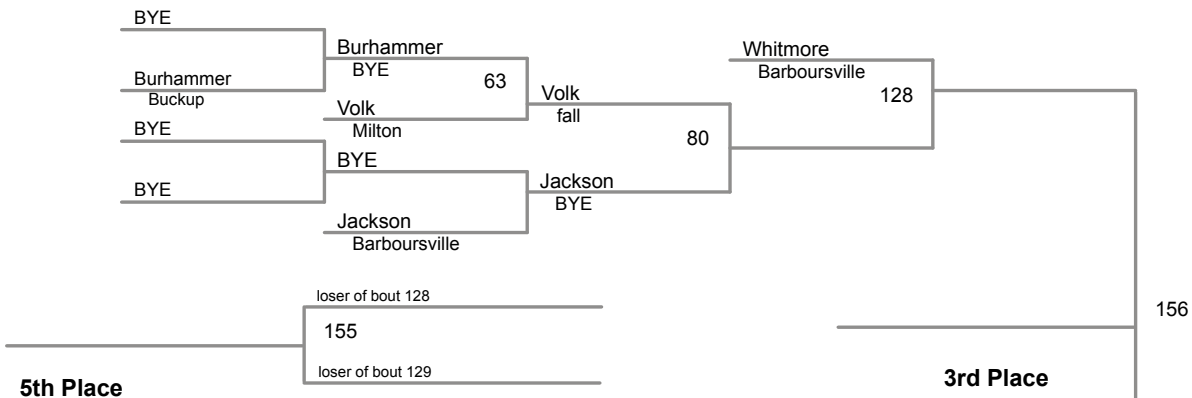 BYE
Burhammer
Buckup
BYE
BYE
Burhammer
BYE
63
Volk
Milton
BYE
Jackson
Barboursville
Volk
fall
80
Jackson
BYE
Whitmore
Barboursville
128
156
loser of bout 128
155
loser of bout 129
5th Place
3rd Place